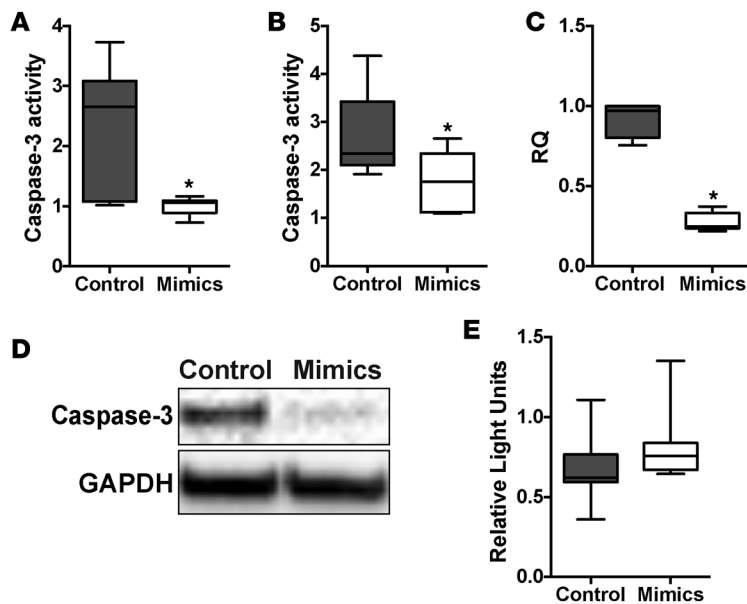 A
Caspase-3 activity
4
3
2
1
0
*
Control Mimics
B
Caspase-3 activity
5
4
3
2
1
0
*
Control Mimics
C
RQ
1.5
1.0
0.5
0.0
*
Control Mimics
D
Control Mimics
Caspase-3
GAPDH
E
Relative Light Units
1.5
1.0
0.5
0.0
Control Mimics